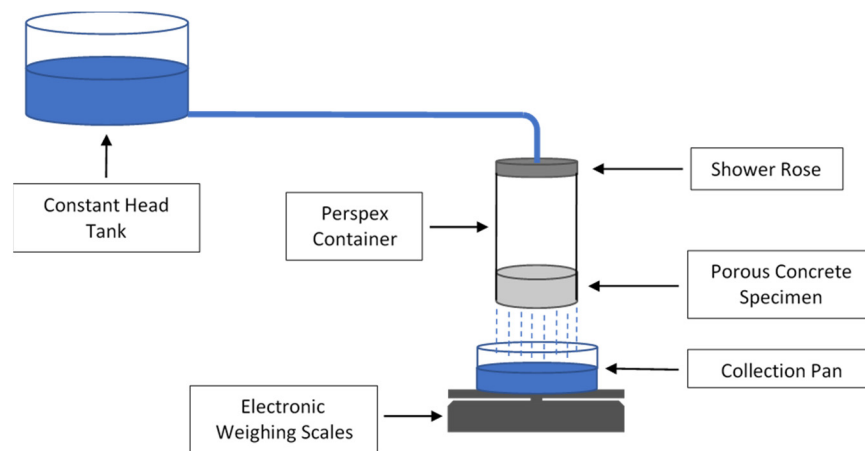 Constant Head
Tank
Perspex
Container
Shower Rose
Porous Concrete
Specimen
Collection Pan
Electronic
Weighing Scales